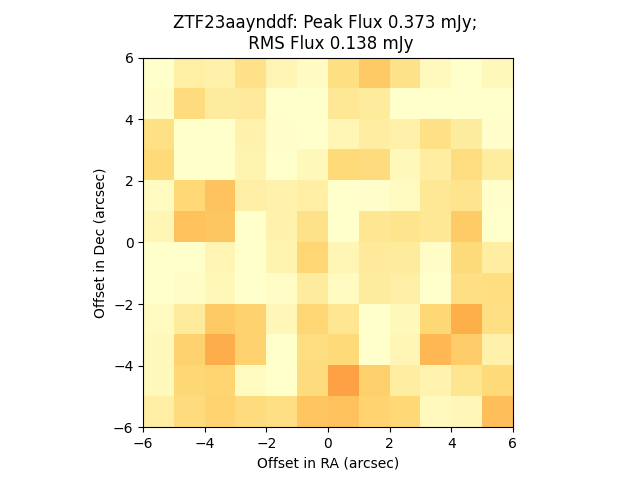 ZTF23aaynddf: Peak Flux 0.373 mJy;
RMS Flux 0.138 mJy
6
4
2
0
−2
−4
−6
Offset in Dec (arcsec)
−6 −4 −2 0 2 4 6
Offset in RA (arcsec)